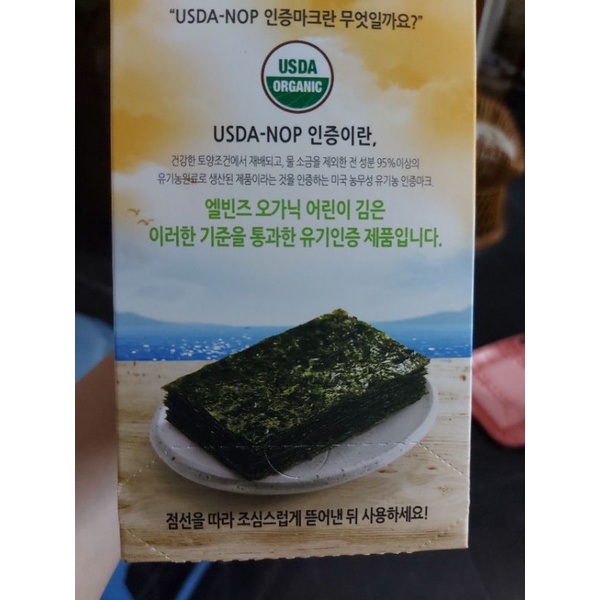 "USDA-NOP 인증마크란 무엇일까요?"
USDA
ORGANIC
USDA-NOP 인증이란,
건강한 토양조건에서 재배되고, 물 소금을 제외한 전 성분 95%이상의
유기농원료로 생산된 제품이라는 것을 인증하는 미국 농무성 유기농 인증마크.
엘빈즈 오가닉 어린이 김은
이러한 기준을 통과한 유기인증 제품입니다.
점선을 따라 조심스럽게 뜯어낸 뒤 사용하세요!